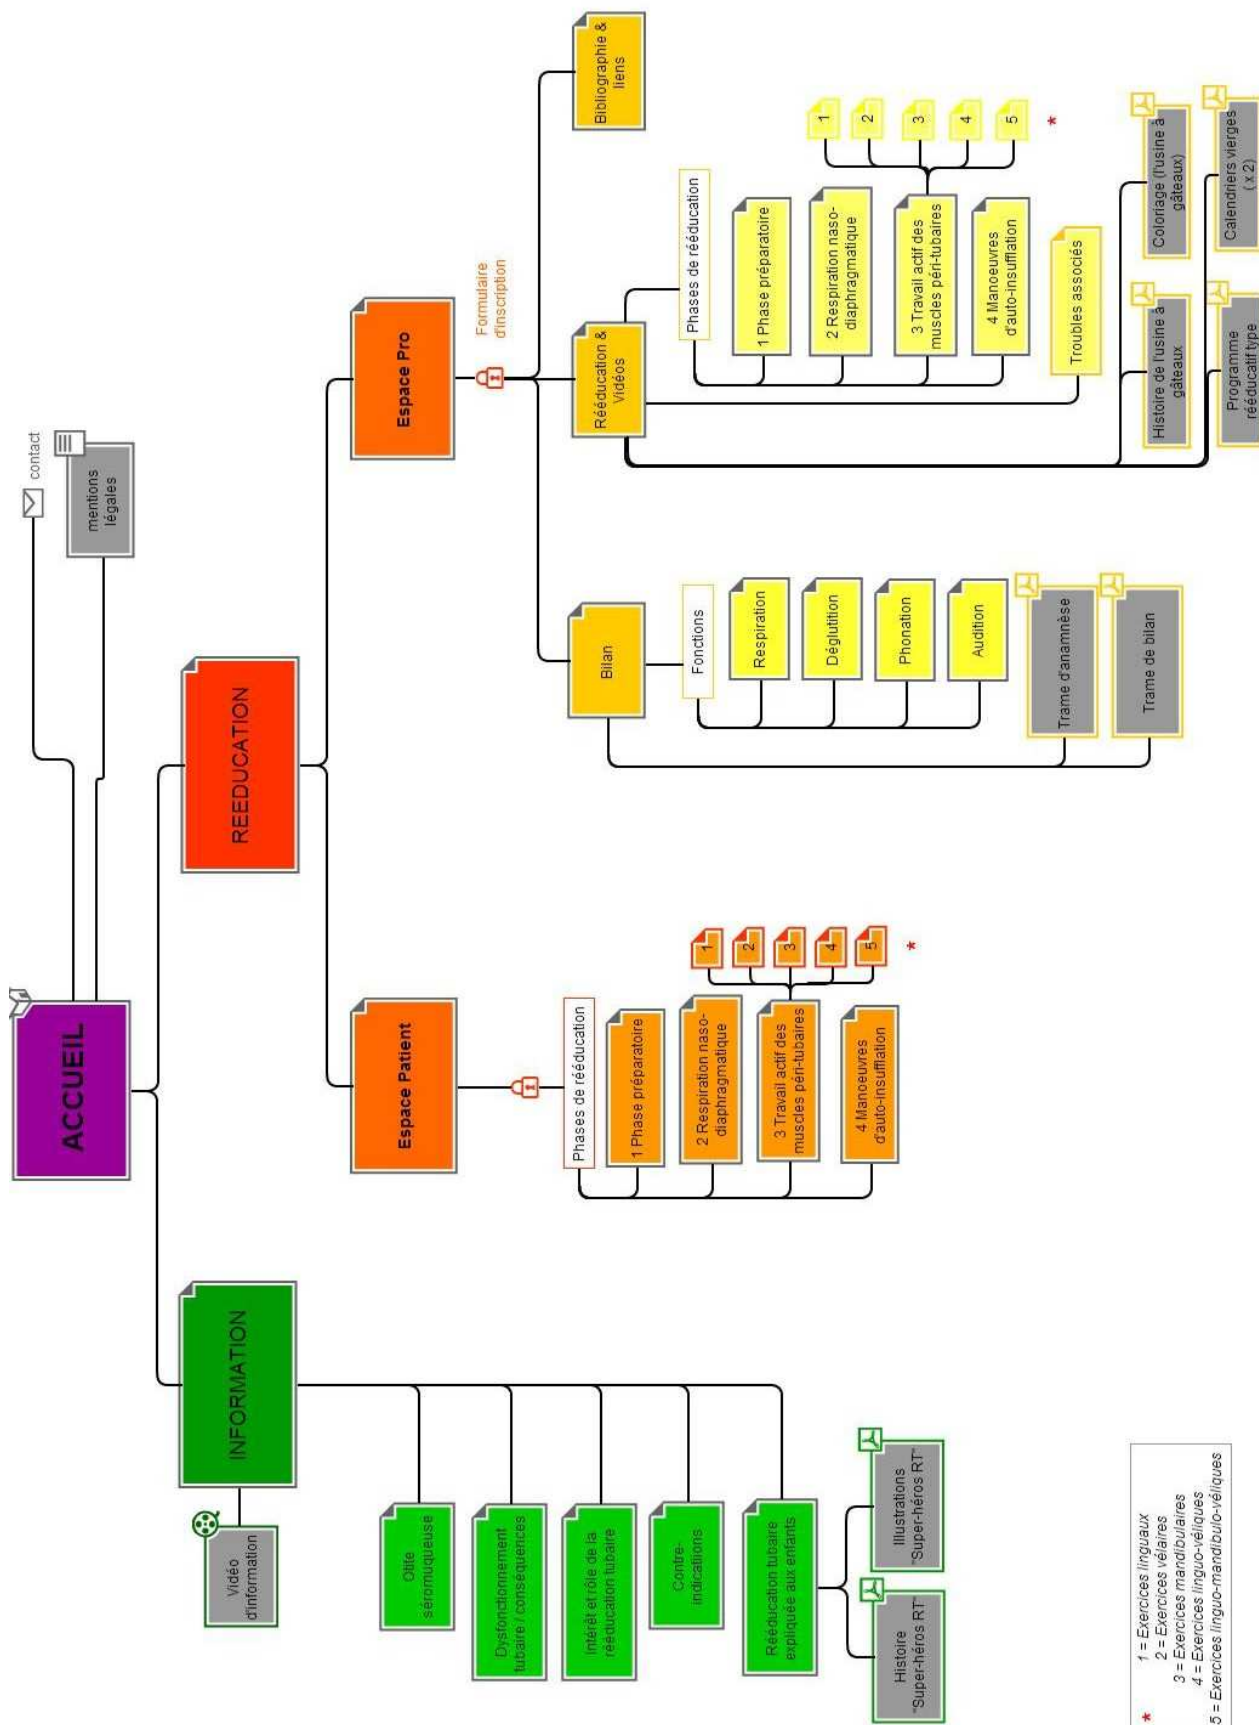 ACCUEIL
contact
mentions
légales
INFORMATION
REEDUCATION
Vidéo
d'information
Otite
séromuqueuse
Dysfonctionnement
tubaire / conséquences
Intérêt et rôle de la
rééducation tubaire
Contre-
indications
Rééducation tubaire
expliquée aux enfants
Histoire
"Super-héros RT"
Illustrations
"Super-héros RT"
Espace Patient
Phases de rééducation
1 Phase préparatoire
2 Respiration naso-
diaphragmatique
3 Travail actif des
muscles péri-tubaires
1
2
3
4
5
*
4 Manoeuvres
d'auto-insufflation
Espace Pro
Formulaire
d'inscription
Bilan
Fonctions
Respiration
Déglutition
Phonation
Audition
Trame d'anamnèse
Trame de bilan
Rééducation &
Vidéos
Phases de rééducation
1 Phase préparatoire
2 Respiration naso-
diaphragmatique
3 Travail actif des
muscles péri-tubaires
1
2
3
4
5
*
4 Manoeuvres
d'auto-insufflation
Troubles associés
Histoire de l'usine à
gâteaux
Coloriage (l'usine à
gâteaux)
Programme
rééducatif type
Calendriers vierges
( x 2)
Bibliographie &
liens
* 1 = Exercices linguaux
2 = Exercices vélaires
3 = Exercices mandibulaires
4 = Exercices linguo-véliques
5 = Exercices linguo-mandibulo-véliques